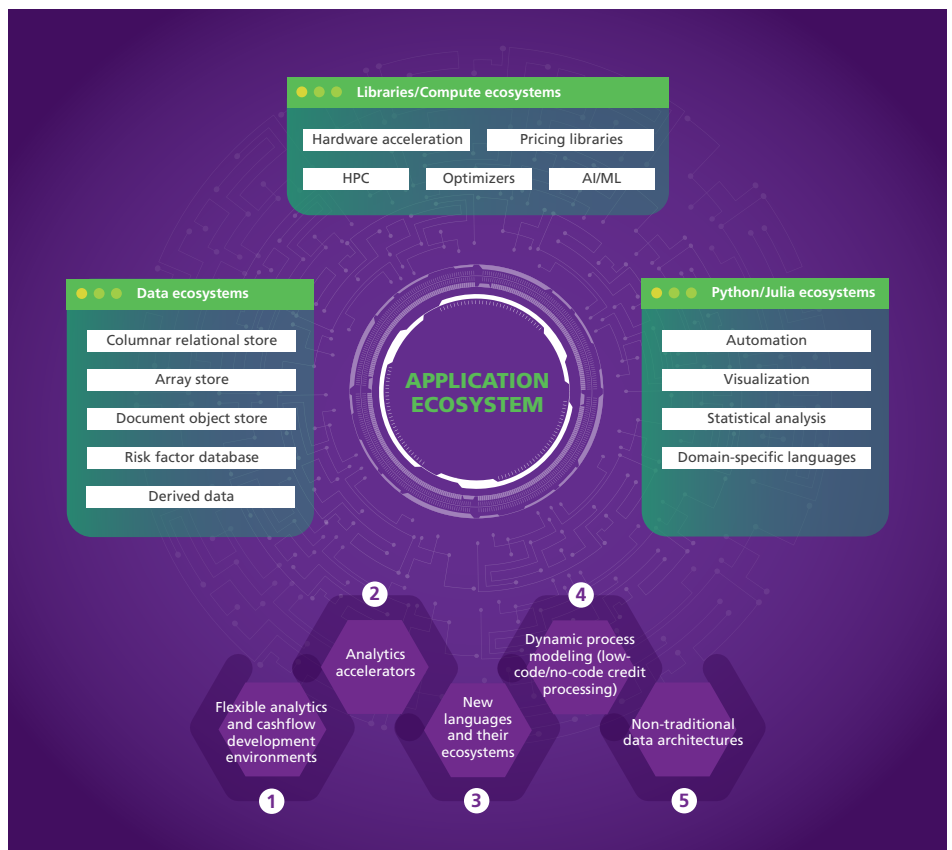 Libraries/Compute ecosystems
Hardware acceleration
Pricing libraries
HPC
Optimizers
AI/ML
Data ecosystems
Columnar relational store
Array store
Document object store
Risk factor database
Derived data
APPLICATION
ECOSYSTEM
Python/Julia ecosystems
Automation
Visualization
Statistical analysis
Domain-specific languages
1
Flexible analytics
and cashflow
development
environments
2
Analytics
accelerators
3
New
languages
and their
ecosystems
4
Dynamic process
modeling (low-
code/no-code credit
processing)
5
Non-traditional
data architectures